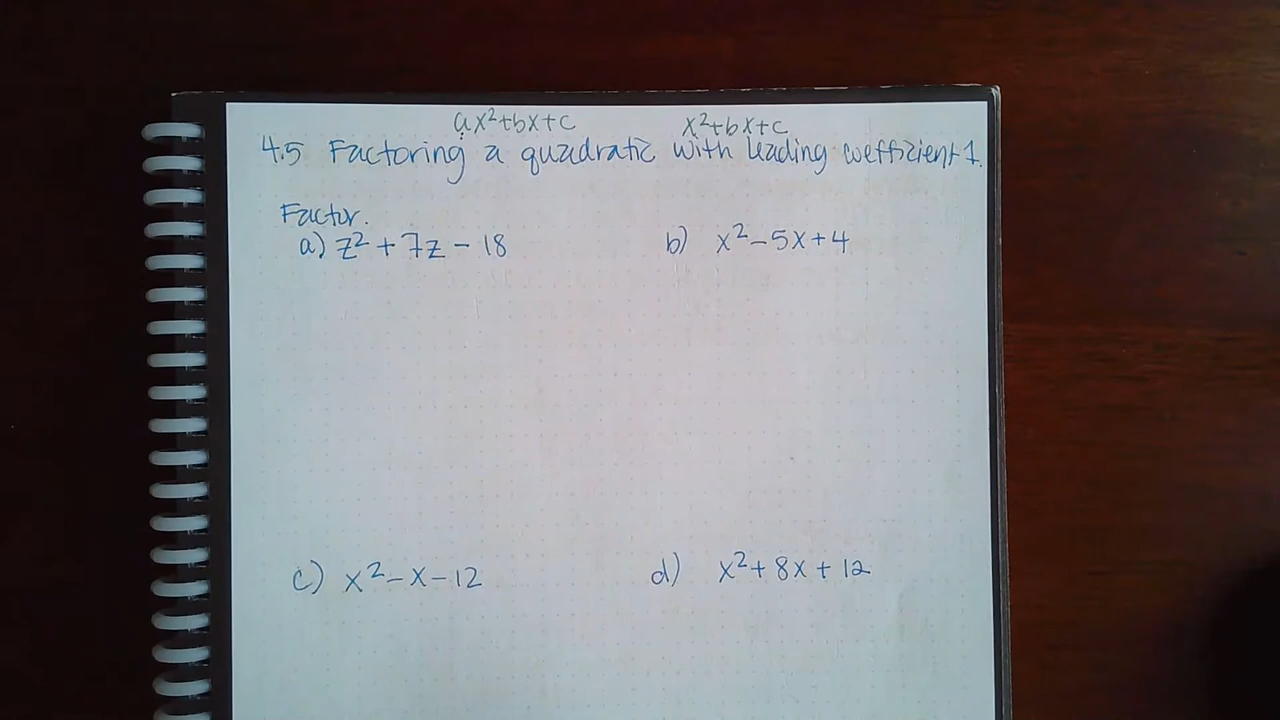 ax²+bx+c x²+bx+c
4.5 Factoring a quadratic with leading coefficient 1.
Factor.
a) z² + 7z - 18 b) x² - 5x + 4
c) x² - x - 12 d) x² + 8x + 12